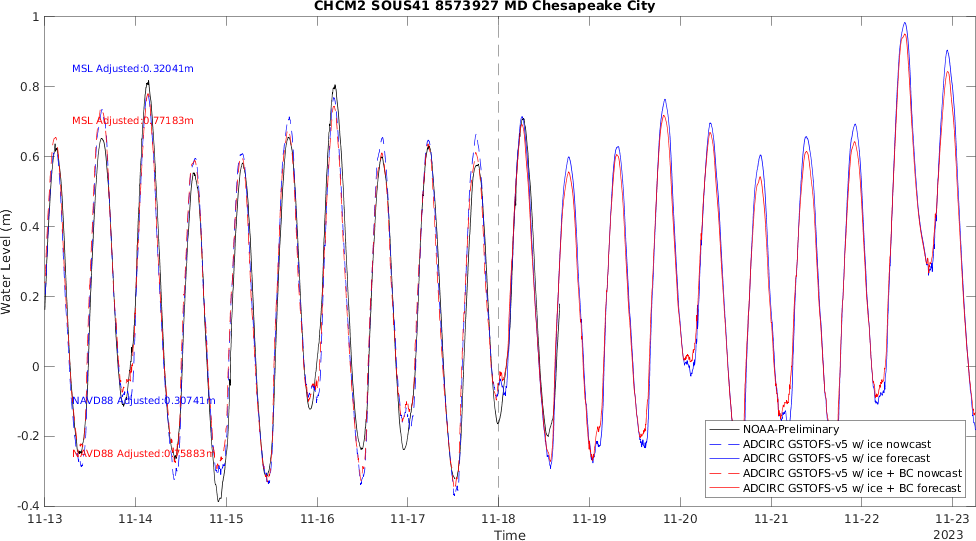 CHCM2 SOUS41 8573927 MD Chesapeake City
1
0.8
0.6
0.4
0.2
0
-0.2
-0.4
Water Level (m)
MSL Adjusted:0.32041m
MSL Adjusted:0.77183m
NAVD88 Adjusted:0.30741m
NAVD88 Adjusted:0.75883m
NOAA-Preliminary
ADCIRC GSTOFS-v5 w/ ice nowcast
ADCIRC GSTOFS-v5 w/ ice forecast
ADCIRC GSTOFS-v5 w/ice + BC nowcast
ADCIRC GSTOFS-v5 w/ice + BC forecast
11-13 11-14 11-15 11-16 11-17 11-18 11-19 11-20 11-21 11-22 11-23
Time
2023